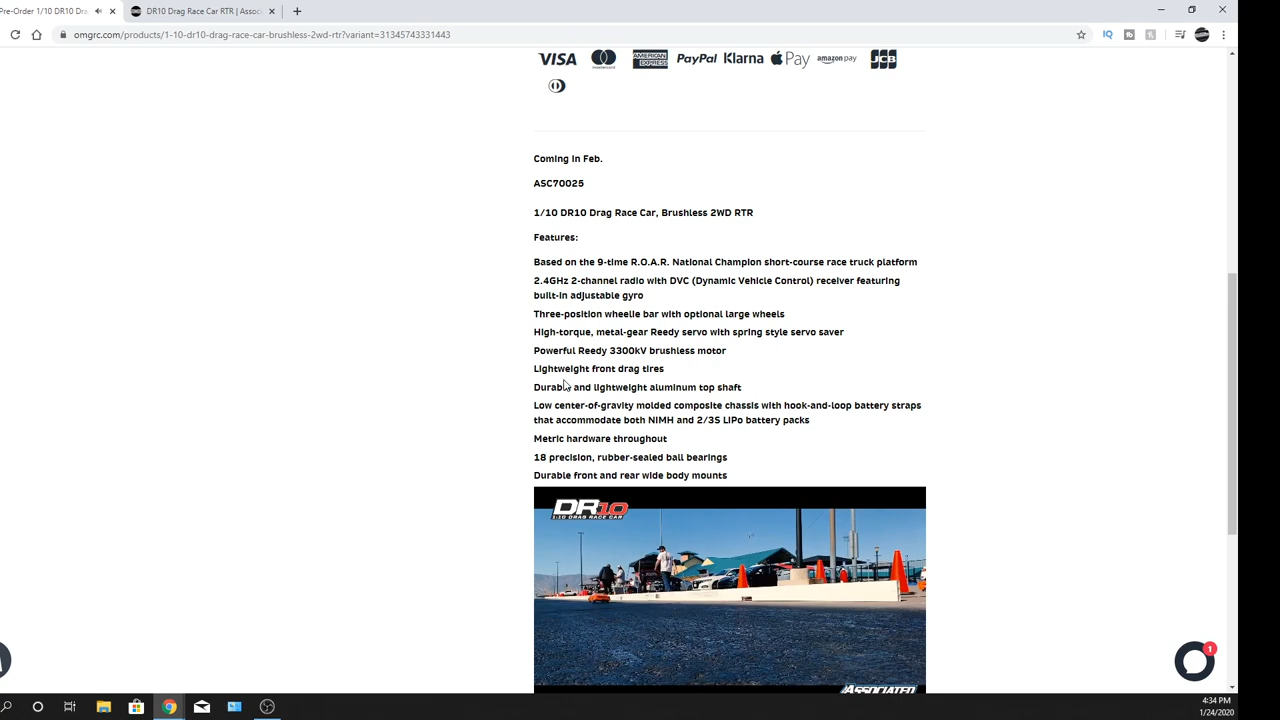 Pre-Order 1/10 DR10 Dra
DR10 Drag Race Car RTR | Assoc
omgrc.com/products/1-10-dr10-drag-race-car-brushless-2wd-rtr?variant=31345743331443
IQ
VISA mastercard AMERICAN EXPRESS PayPal Klarna Apple Pay amazon pay JCB
Coming in Feb.
ASC70025
1/10 DR10 Drag Race Car, Brushless 2WD RTR
Features:
Based on the 9-time R.O.A.R. National Champion short-course race truck platform
2.4GHz 2-channel radio with DVC (Dynamic Vehicle Control) receiver featuring
built-in adjustable gyro
Three-position wheelie bar with optional large wheels
High-torque, metal-gear Reedy servo with spring style servo saver
Powerful Reedy 3300kV brushless motor
Lightweight front drag tires
Durable and lightweight aluminum top shaft
Low center-of-gravity molded composite chassis with hook-and-loop battery straps
that accommodate both NiMH and 2/3S LiPo battery packs
Metric hardware throughout
18 precision, rubber-sealed ball bearings
Durable front and rear wide body mounts
DR10
1:10 DRAG RACE CAR
ASSOCIATED
1
4:34 PM
1/24/2020